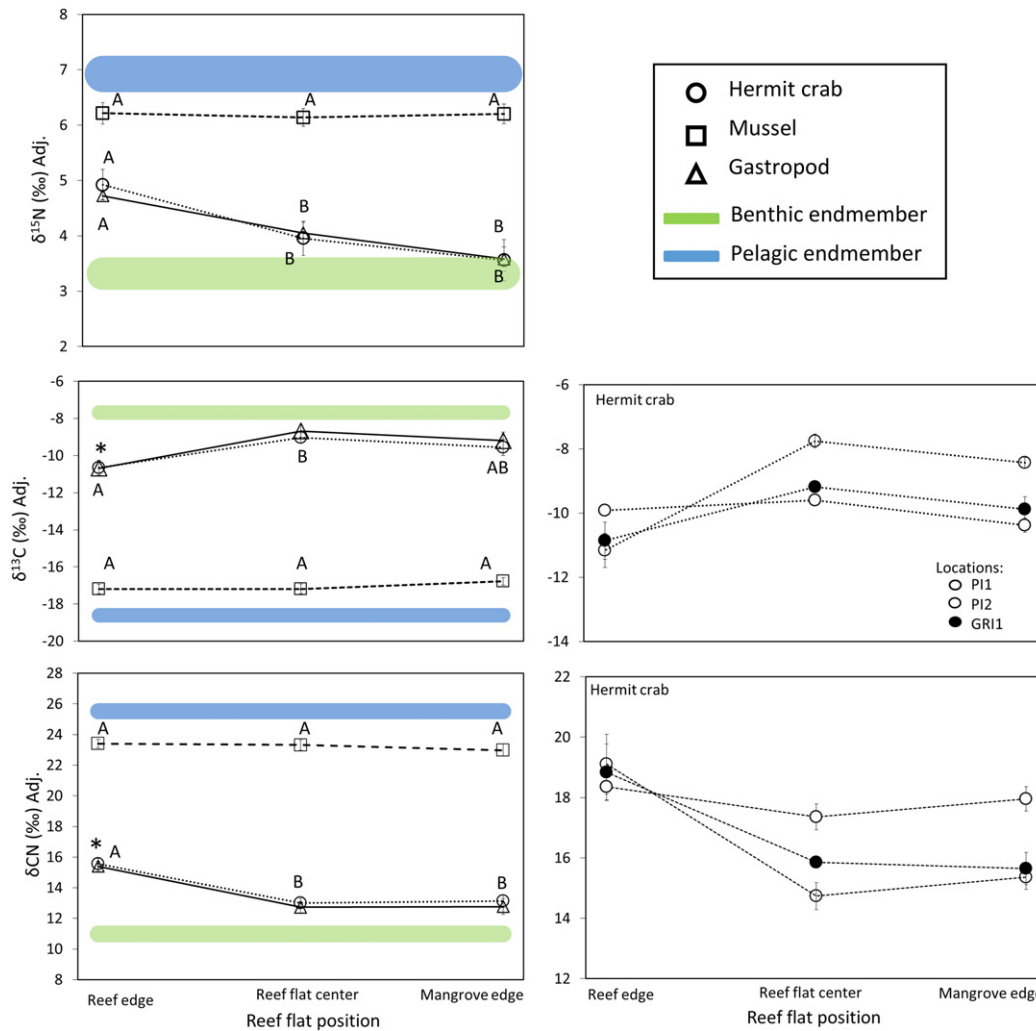 8
7
6
5
4
3
2
δ15N (‰) Adj.
A
A
A
A
B
B
A
B
B
Hermit crab
Mussel
Gastropod
Benthic endmember
Pelagic endmember
-6
-8
-10
-12
-14
-16
-18
-20
δ13C (‰) Adj.
*
A
B
AB
A
A
A
-6
-8
-10
-12
-14
Hermit crab
Locations:
PI1
PI2
GRI1
28
26
24
22
20
18
16
14
12
10
8
δCN (‰) Adj.
A
A
A
*
A
B
B
Reef edge
Reef flat center
Mangrove edge
Reef flat position
22
20
18
16
14
12
Hermit crab
Reef edge
Reef flat center
Mangrove edge
Reef flat position